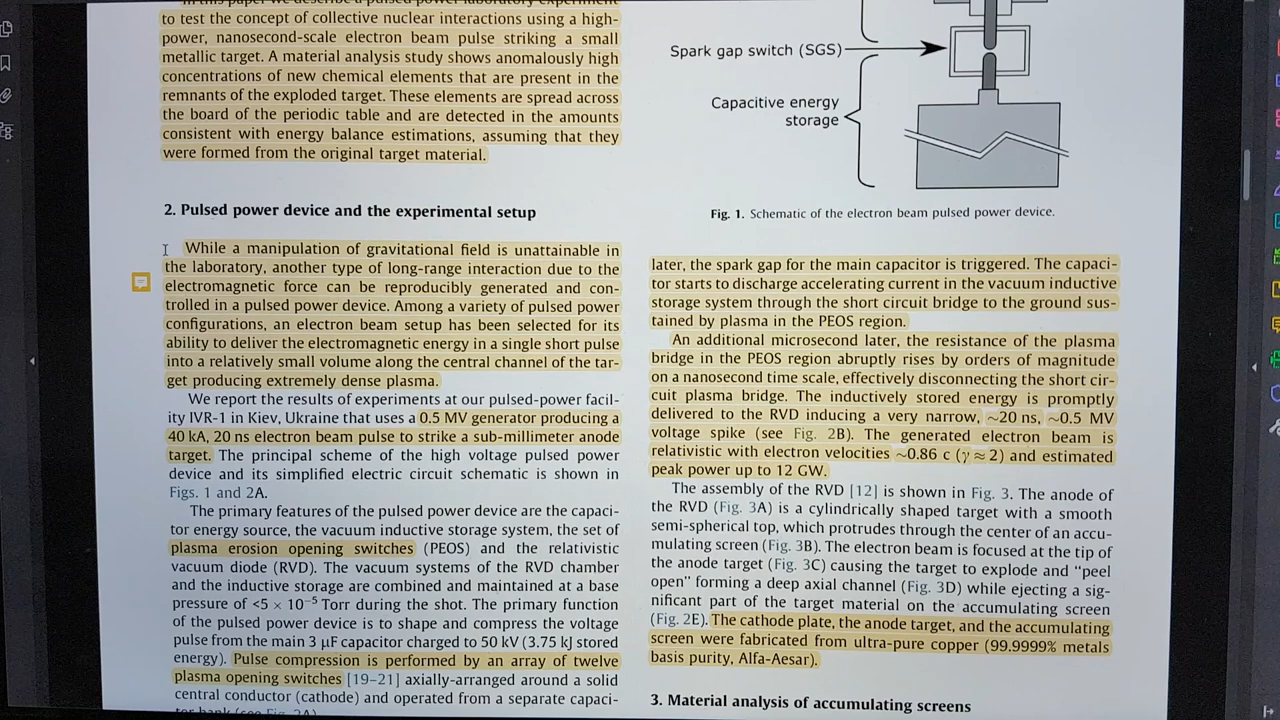 In this paper we describe a pulsed power laboratory experiment
to test the concept of collective nuclear interactions using a high-
power, nanosecond-scale electron beam pulse striking a small
metallic target. A material analysis study shows anomalously high
concentrations of new chemical elements that are present in the
remnants of the exploded target. These elements are spread across
the board of the periodic table and are detected in the amounts
consistent with energy balance estimations, assuming that they
were formed from the original target material.
2. Pulsed power device and the experimental setup
While a manipulation of gravitational field is unattainable in
the laboratory, another type of long-range interaction due to the
electromagnetic force can be reproducibly generated and con-
trolled in a pulsed power device. Among a variety of pulsed power
configurations, an electron beam setup has been selected for its
ability to deliver the electromagnetic energy in a single short pulse
into a relatively small volume along the central channel of the tar-
get producing extremely dense plasma.
We report the results of experiments at our pulsed-power facil-
ity IVR-1 in Kiev, Ukraine that uses a 0.5 MV generator producing a
40 kA, 20 ns electron beam pulse to strike a sub-millimeter anode
target. The principal scheme of the high voltage pulsed power
device and its simplified electric circuit schematic is shown in
Figs. 1 and 2A.
The primary features of the pulsed power device are the capaci-
tor energy source, the vacuum inductive storage system, the set of
plasma erosion opening switches (PEOS) and the relativistic
vacuum diode (RVD). The vacuum systems of the RVD chamber
and the inductive storage are combined and maintained at a base
pressure of <5 × 10⁻⁵ Torr during the shot. The primary function
of the pulsed power device is to shape and compress the voltage
pulse from the main 3 μF capacitor charged to 50 kV (3.75 kJ stored
energy). Pulse compression is performed by an array of twelve
plasma opening switches [19–21] axially-arranged around a solid
central conductor (cathode) and operated from a separate capaci-
tor bank (see Fig. 2A)
Spark gap switch (SGS)
Capacitive energy
storage
Fig. 1. Schematic of the electron beam pulsed power device.
later, the spark gap for the main capacitor is triggered. The capaci-
tor starts to discharge accelerating current in the vacuum inductive
storage system through the short circuit bridge to the ground sus-
tained by plasma in the PEOS region.
An additional microsecond later, the resistance of the plasma
bridge in the PEOS region abruptly rises by orders of magnitude
on a nanosecond time scale, effectively disconnecting the short cir-
cuit plasma bridge. The inductively stored energy is promptly
delivered to the RVD inducing a very narrow, ~20 ns, ~0.5 MV
voltage spike (see Fig. 2B). The generated electron beam is
relativistic with electron velocities ~0.86 c (γ ≈ 2) and estimated
peak power up to 12 GW.
The assembly of the RVD [12] is shown in Fig. 3. The anode of
the RVD (Fig. 3A) is a cylindrically shaped target with a smooth
semi-spherical top, which protrudes through the center of an accu-
mulating screen (Fig. 3B). The electron beam is focused at the tip of
the anode target (Fig. 3C) causing the target to explode and “peel
open” forming a deep axial channel (Fig. 3D) while ejecting a sig-
nificant part of the target material on the accumulating screen
(Fig. 2E). The cathode plate, the anode target, and the accumulating
screen were fabricated from ultra-pure copper (99.9999% metals
basis purity, Alfa-Aesar).
3. Material analysis of accumulating screens